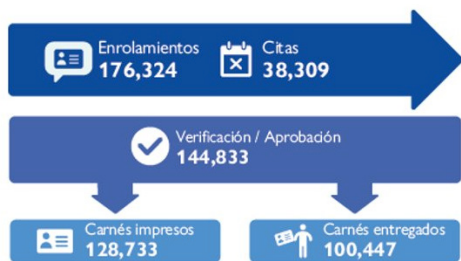 Enrolamientos
176,324
Citas
38,309
Verificación / Aprobación
144,833
Carnés impresos
128,733
Carnés entregados
100,447